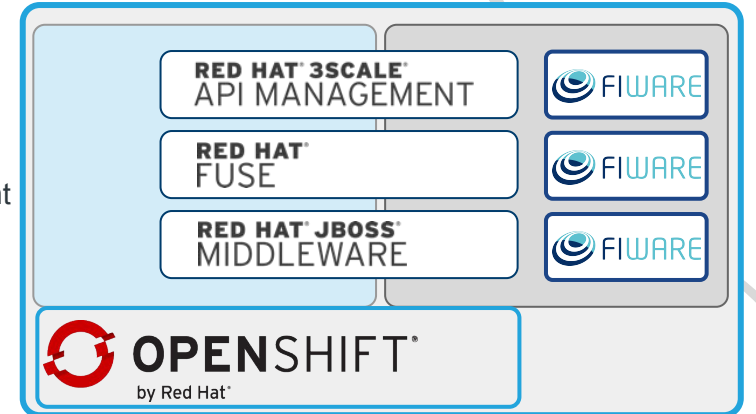 RED HAT® 3SCALE®
API MANAGEMENT
FIWARE
RED HAT®
FUSE
FIWARE
RED HAT® JBOSS®
MIDDLEWARE
FIWARE
OPENSHIFT®
by Red Hat®